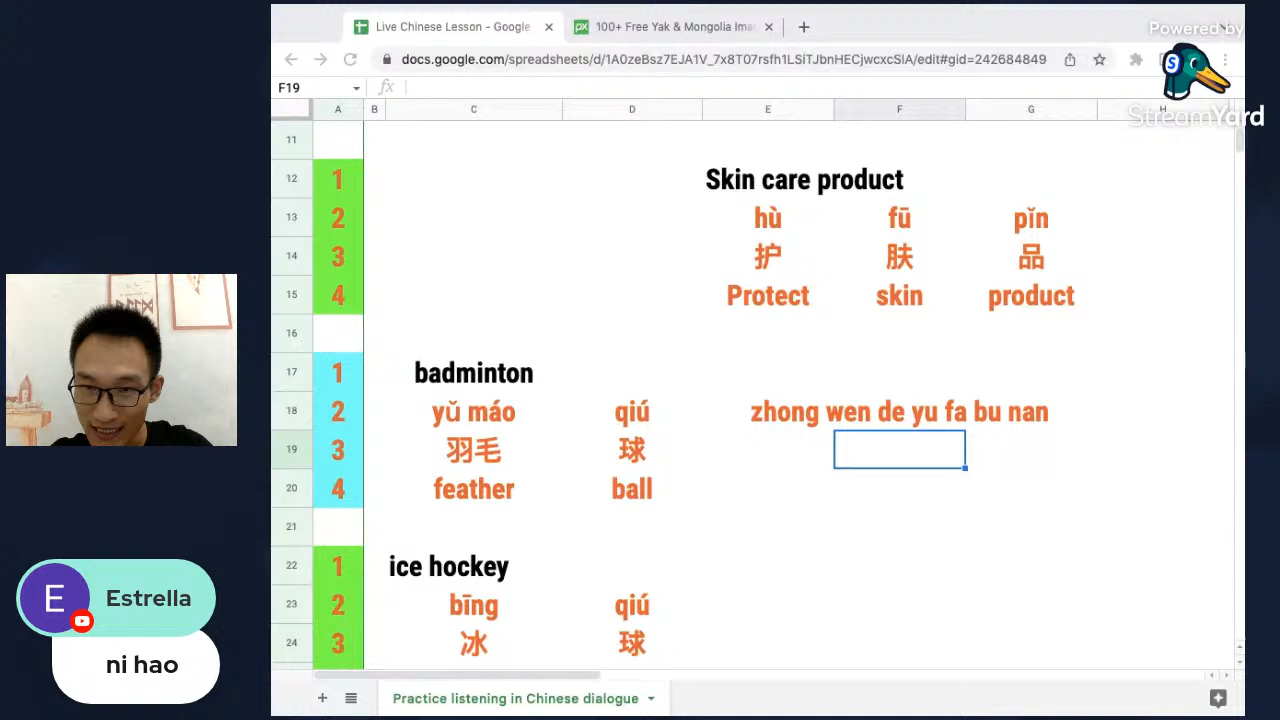 Live Chinese Lesson - Google
100+ Free Yak & Mongolia Ima
Powered by
docs.google.com/spreadsheets/d/1A0zeBsz7EJA1V_7x8T07rsfh1LSiTJbnHECjwcxcSlA/edit#gid=242684849
S
F19
fx
A B C D E F G H
StreamYard
11
12 1 Skin care product
13 2 hù fū pǐn
14 3 护 肤 品
15 4 Protect skin product
16
17 1 badminton
18 2 yǔ máo qiú zhong wen de yu fa bu nan
19 3 羽毛 球
20 4 feather ball
21
22 1 ice hockey
23 2 bīng qiú
24 3 冰 球
E Estrella
ni hao
Practice listening in Chinese dialogue